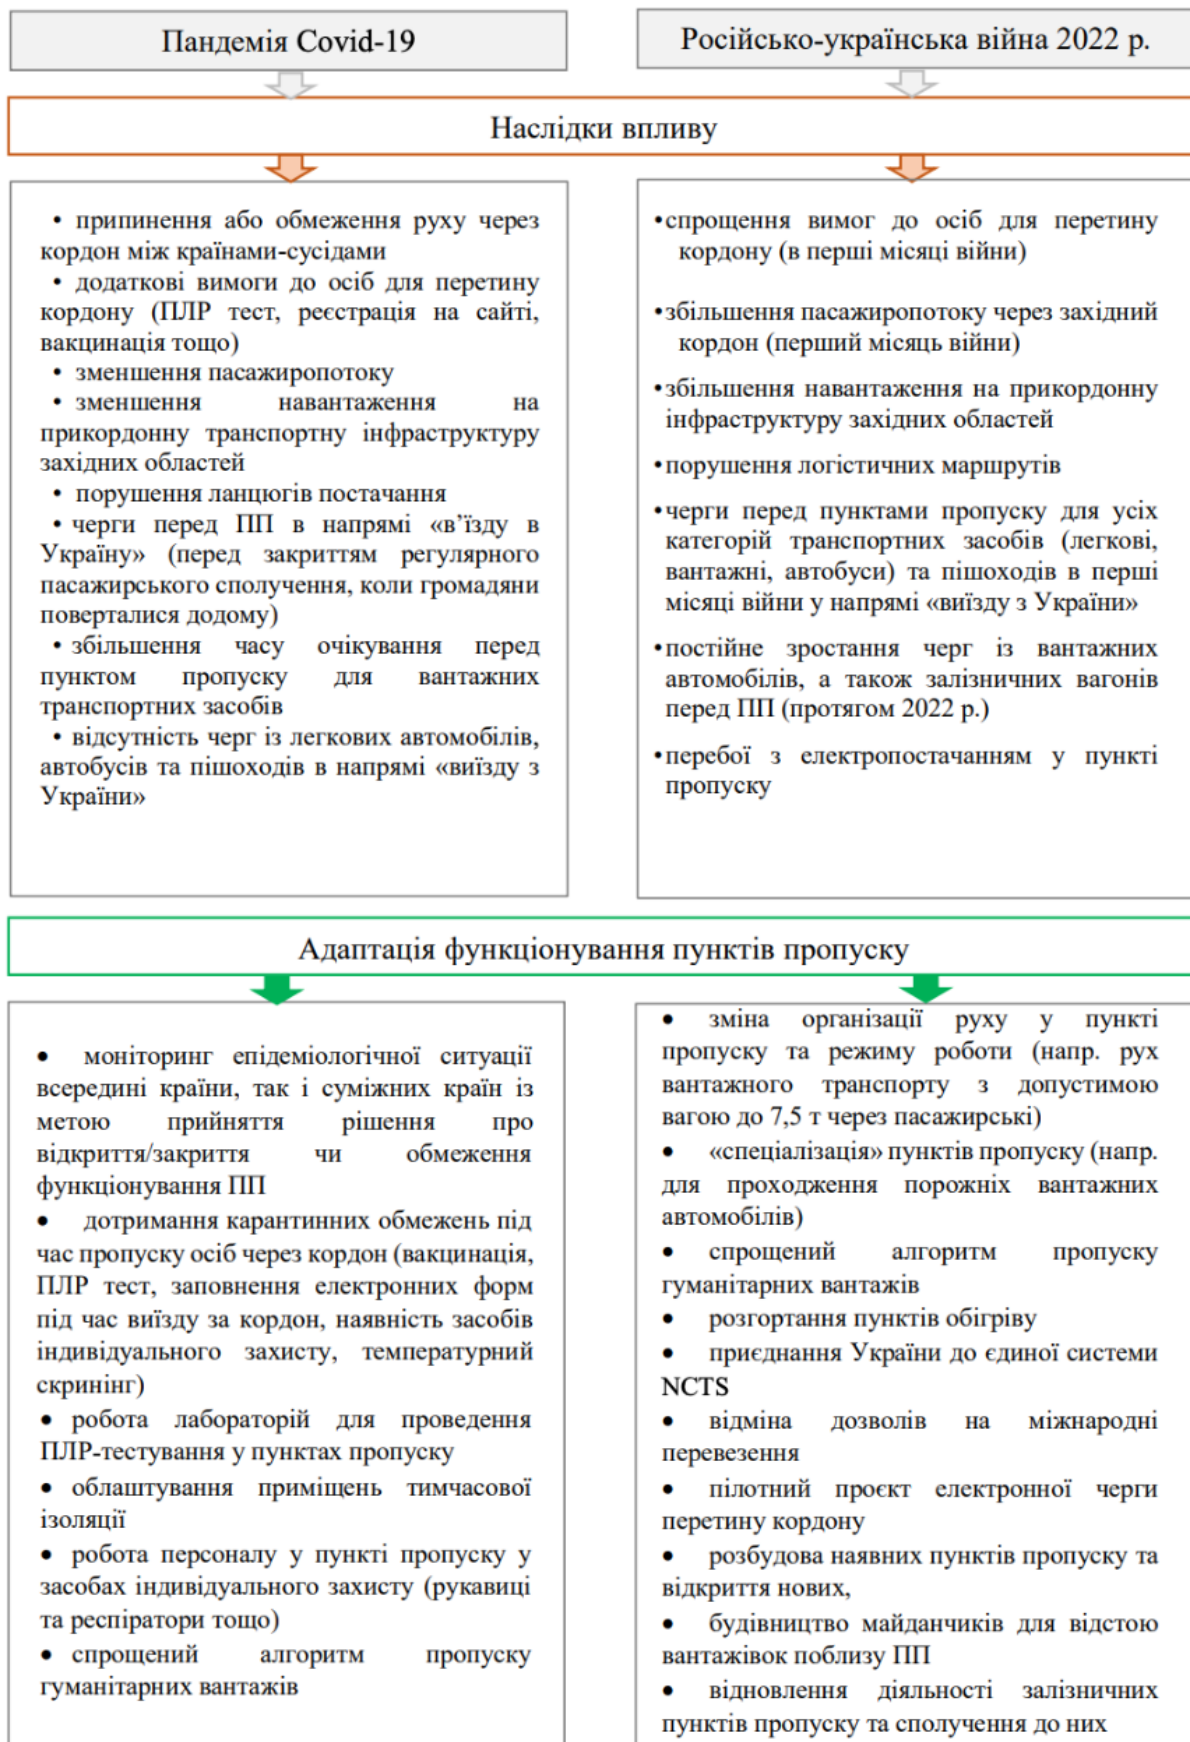 Пандемія Covid-19
Російсько-українська війна 2022 р.
Наслідки впливу
• припинення або обмеження руху через
кордон між країнами-сусідами
• додаткові вимоги до осіб для перетину
кордону (ПЛР тест, реєстрація на сайті,
вакцинація тощо)
• зменшення пасажиропотоку
• зменшення навантаження на
прикордонну транспортну інфраструктуру
західних областей
• порушення ланцюгів постачання
• черги перед ПП в напрямі «в’їзду в
Україну» (перед закриттям регулярного
пасажирського сполучення, коли громадяни
поверталися додому)
• збільшення часу очікування перед
пунктом пропуску для вантажних
транспортних засобів
• відсутність черг із легкових автомобілів,
автобусів та пішоходів в напрямі «виїзду з
України»
•спрощення вимог до осіб для перетину
кордону (в перші місяці війни)
•збільшення пасажиропотоку через західний
кордон (перший місяць війни)
•збільшення навантаження на прикордонну
інфраструктуру західних областей
•порушення логістичних маршрутів
•черги перед пунктами пропуску для усіх
категорій транспортних засобів (легкові,
вантажні, автобуси) та пішоходів в перші
місяці війни у напрямі «виїзду з України»
•постійне зростання черг із вантажних
автомобілів, а також залізничних вагонів
перед ПП (протягом 2022 р.)
•перебої з електропостачанням у пункті
пропуску
Адаптація функціонування пунктів пропуску
• моніторинг епідеміологічної ситуації
всередині країни, так і суміжних країн із
метою прийняття рішення про
відкриття/закриття чи обмеження
функціонування ПП
• дотримання карантинних обмежень під
час пропуску осіб через кордон (вакцинація,
ПЛР тест, заповнення електронних форм
під час виїзду за кордон, наявність засобів
індивідуального захисту, температурний
скринінг)
• робота лабораторій для проведення
ПЛР-тестування у пунктах пропуску
• облаштування приміщень тимчасової
ізоляції
• робота персоналу у пункті пропуску у
засобах індивідуального захисту (рукавиці
та респіратори тощо)
• спрощений алгоритм пропуску
гуманітарних вантажів
• зміна організації руху у пункті
пропуску та режиму роботи (напр. рух
вантажного транспорту з допустимою
вагою до 7,5 т через пасажирські)
• «спеціалізація» пунктів пропуску (напр.
для проходження порожніх вантажних
автомобілів)
• спрощений алгоритм пропуску
гуманітарних вантажів
• розгортання пунктів обігріву
• приєднання України до єдиної системи
NCTS
• відміна дозволів на міжнародні
перевезення
• пілотний проєкт електронної черги
перетину кордону
• розбудова наявних пунктів пропуску та
відкриття нових,
• будівництво майданчиків для відстою
вантажівок поблизу ПП
• відновлення діяльності залізничних
пунктів пропуску та сполучення до них